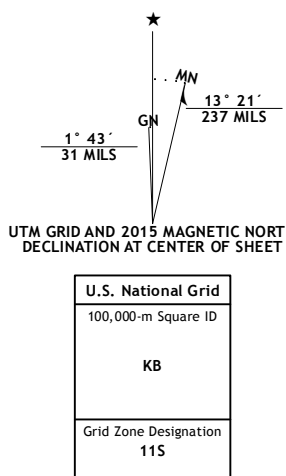 MN
13° 21´
237 MILS
GN
1° 43´
31 MILS
UTM GRID AND 2015 MAGNETIC NORT
DECLINATION AT CENTER OF SHEET
U.S. National Grid
100,000-m Square ID
KB
Grid Zone Designation
11S